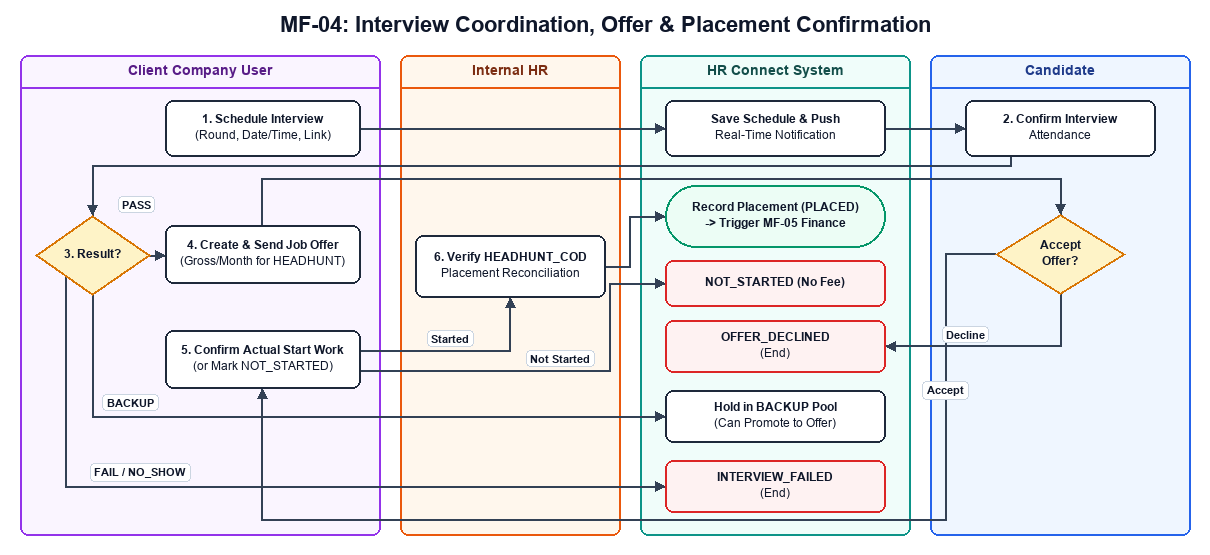 MF-04: Interview Coordination, Offer & Placement Confirmation
Client Company User
Internal HR
HR Connect System
Candidate
1. Schedule Interview
(Round, Date/Time, Link)
Save Schedule & Push
Real-Time Notification
2. Confirm Interview
Attendance
PASS
3. Result?
4. Create & Send Job Offer
(Gross/Month for HEADHUNT)
6. Verify HEADHUNT_COD
Placement Reconciliation
Record Placement (PLACED)
-> Trigger MF-05 Finance
Accept
Offer?
NOT_STARTED (No Fee)
5. Confirm Actual Start Work
(or Mark NOT_STARTED)
Started
Not Started
OFFER_DECLINED
(End)
Decline
Accept
BACKUP
Hold in BACKUP Pool
(Can Promote to Offer)
FAIL / NO_SHOW
INTERVIEW_FAILED
(End)